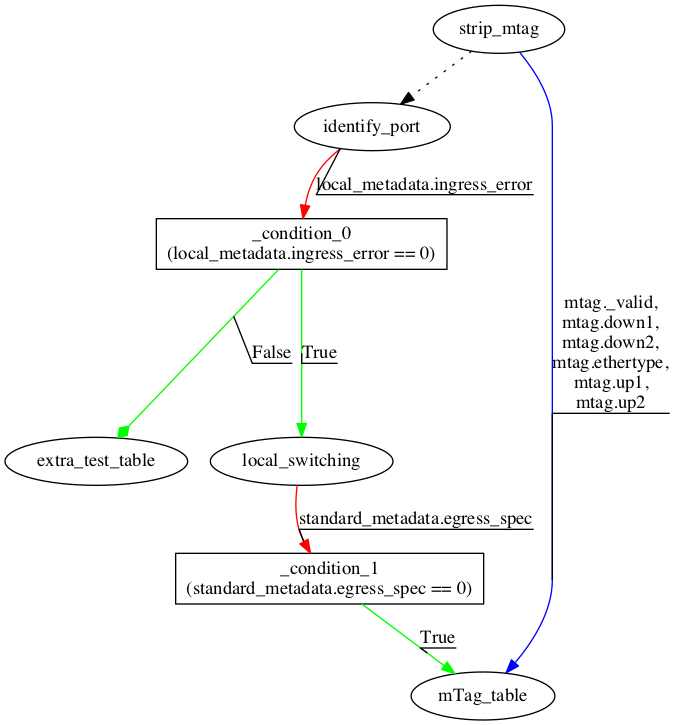 strip_mtag
identify_port
local_metadata.ingress_error
_condition_0
(local_metadata.ingress_error == 0)
mtag._valid,
mtag.down1,
mtag.down2,
mtag.ethertype,
mtag.up1,
mtag.up2
False
True
extra_test_table
local_switching
standard_metadata.egress_spec
_condition_1
(standard_metadata.egress_spec == 0)
True
mTag_table